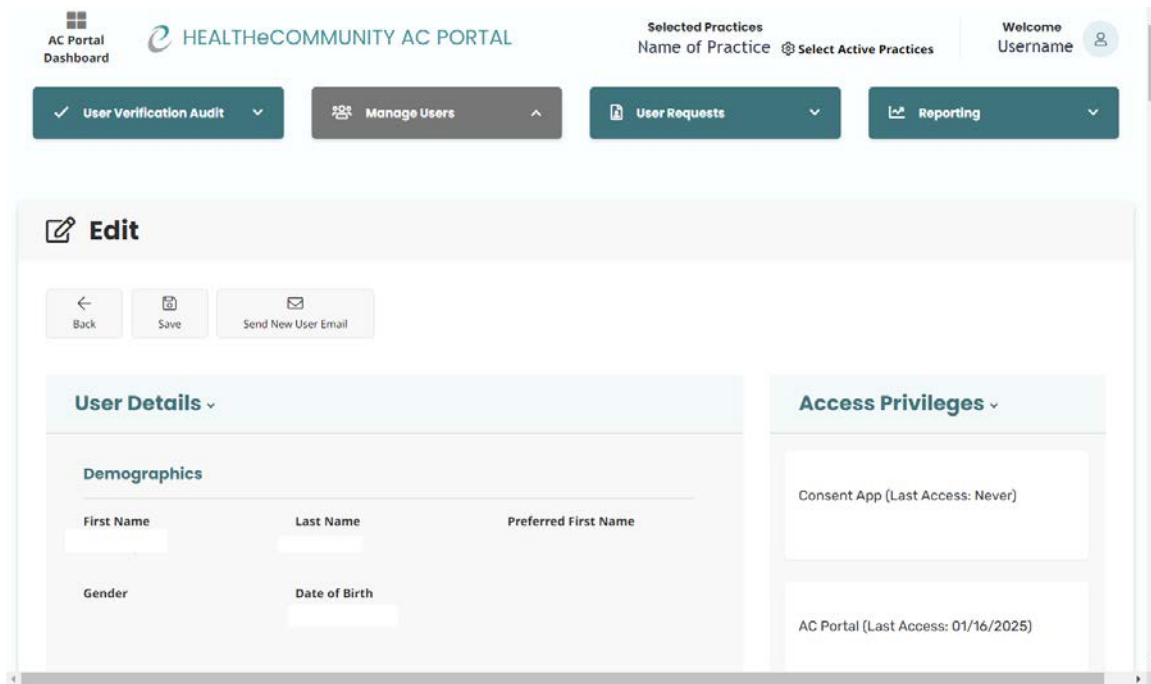 AC Portal
Dashboard
HEALTHeCOMMUNITY AC PORTAL
Selected Practices
Name of Practice Select Active Practices
Welcome
Username
User Verification Audit
Manage Users
User Requests
Reporting
Edit
Back
Save
Send New User Email
User Details
Access Privileges
Demographics
First Name
Last Name
Preferred First Name
Gender
Date of Birth
Consent App (Last Access: Never)
AC Portal (Last Access: 01/16/2025)